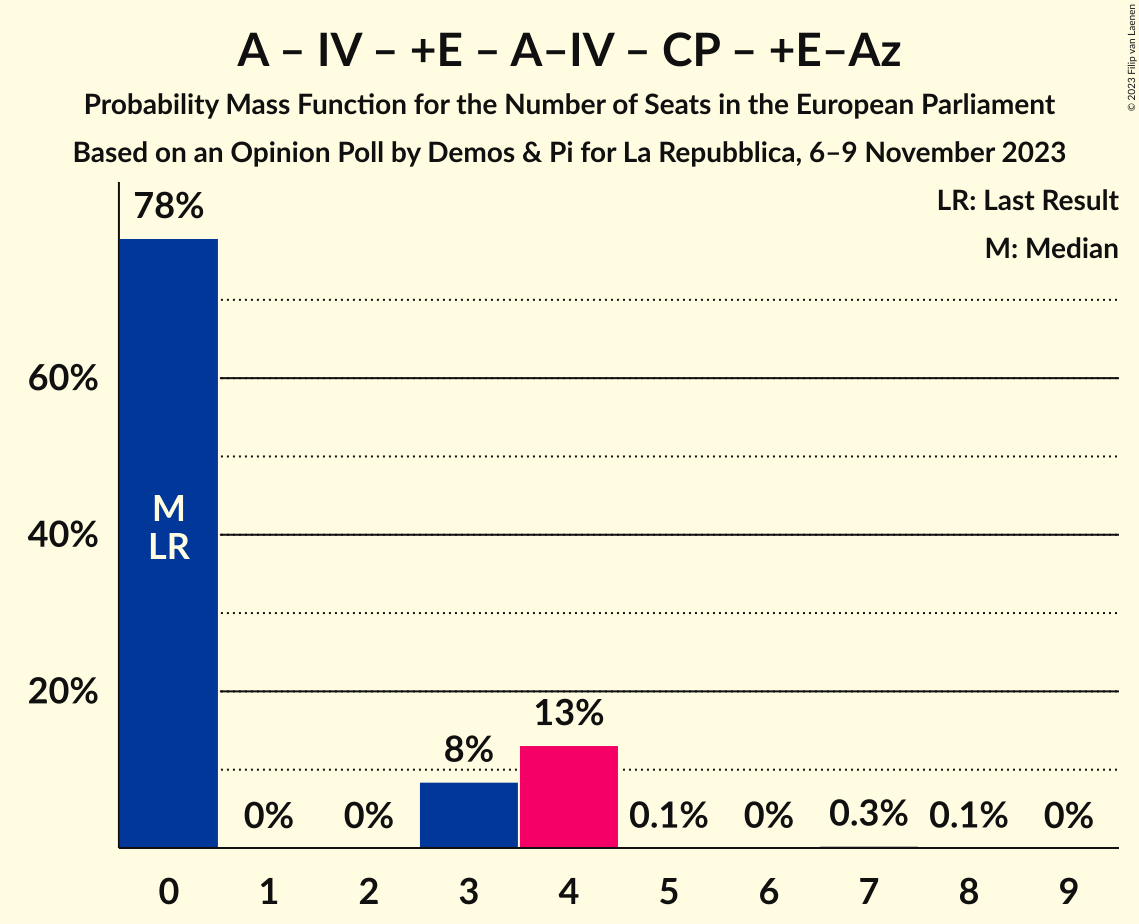 A – IV – +E – A–IV – CP – +E–Az
Probability Mass Function for the Number of Seats in the European Parliament
Based on an Opinion Poll by Demos & Pi for La Repubblica, 6–9 November 2023
© 2023 Filip van Laenen
LR: Last Result
M: Median
78%
60%
40%
20%
M
LR
0%
0%
8%
13%
0.1%
0%
0.3%
0.1%
0%
0
1
2
3
4
5
6
7
8
9